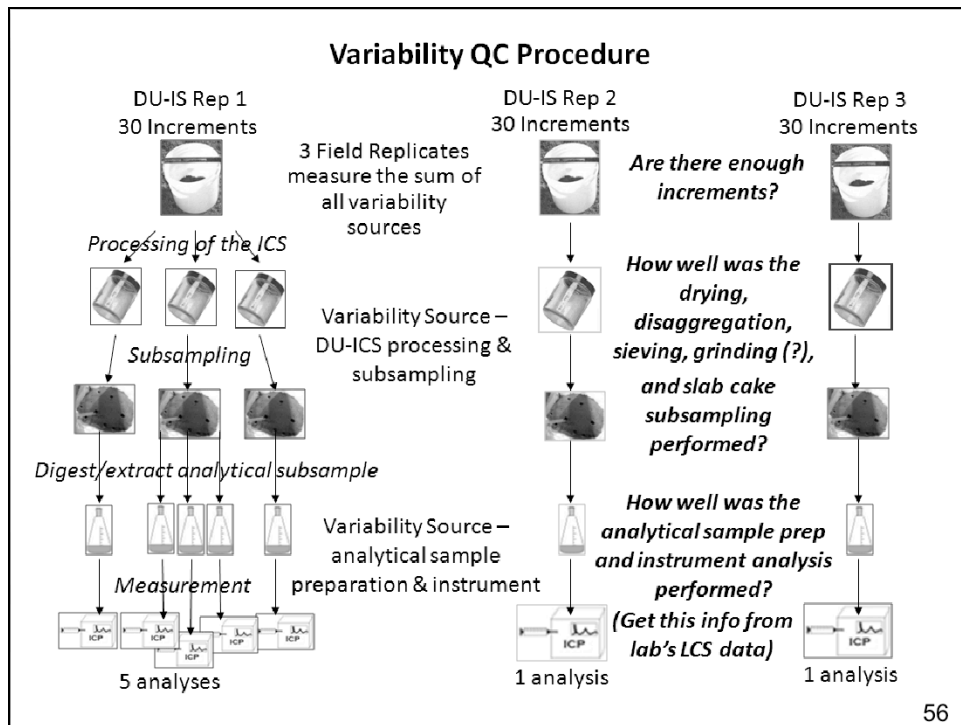 Variability QC Procedure
DU-IS Rep 1
30 Increments
DU-IS Rep 2
30 Increments
DU-IS Rep 3
30 Increments
3 Field Replicates
measure the sum of
all variability
sources
Are there enough
increments?
Processing of the ICS
Variability Source –
DU-ICS processing &
subsampling
How well was the
drying,
disaggregation,
sieving, grinding (?),
and slab cake
subsampling
performed?
Subsampling
Digest/extract analytical subsample
Variability Source –
analytical sample
preparation & instrument
How well was the
analytical sample prep
and instrument analysis
performed?
(Get this info from
lab's LCS data)
Measurement
ICP
ICP
ICP
ICP
ICP
ICP
ICP
5 analyses
1 analysis
1 analysis
56